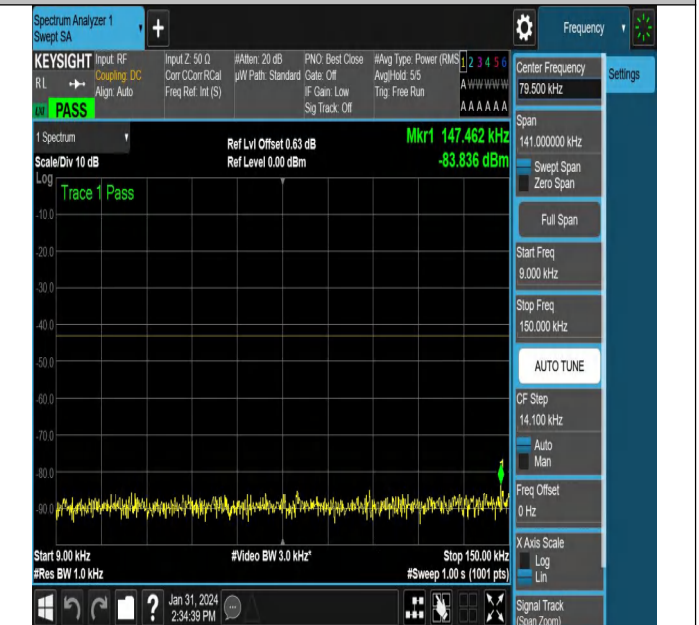 Spectrum Analyzer 1
Swept SA
+
Frequency
KEYSIGHT
RL
PASS
Input: RF
Coupling: DC
Align: Auto
Input Z: 50 Ω
Corr CCorr RCal
Freq Ref: Int (S)
#Atten: 20 dB
µW Path: Standard
PNO: Best Close
Gate: Off
IF Gain: Low
Sig Track: Off
#Avg Type: Power (RMS
Avg|Hold: 5/5
Trig: Free Run
1 2 3 4 5 6
A W W W W W
A A A A A A
1 Spectrum
Scale/Div 10 dB
Ref Lvl Offset 0.63 dB
Ref Level 0.00 dBm
Mkr1 147.462 kHz
-83.836 dBm
Log
Trace 1 Pass
-10.0
-20.0
-30.0
-40.0
-50.0
-60.0
-70.0
-80.0
-90.0
Start 9.00 kHz
#Res BW 1.0 kHz
#Video BW 3.0 kHz*
Stop 150.00 kHz
#Sweep 1.00 s (1001 pts)
Center Frequency
79.500 kHz
Settings
Span
141.000000 kHz
Swept Span
Zero Span
Full Span
Start Freq
9.000 kHz
Stop Freq
150.000 kHz
AUTO TUNE
CF Step
14.100 kHz
Auto
Man
Freq Offset
0 Hz
X Axis Scale
Log
Lin
Signal Track
(Span Zoom)
?
Jan 31, 2024
2:34:39 PM